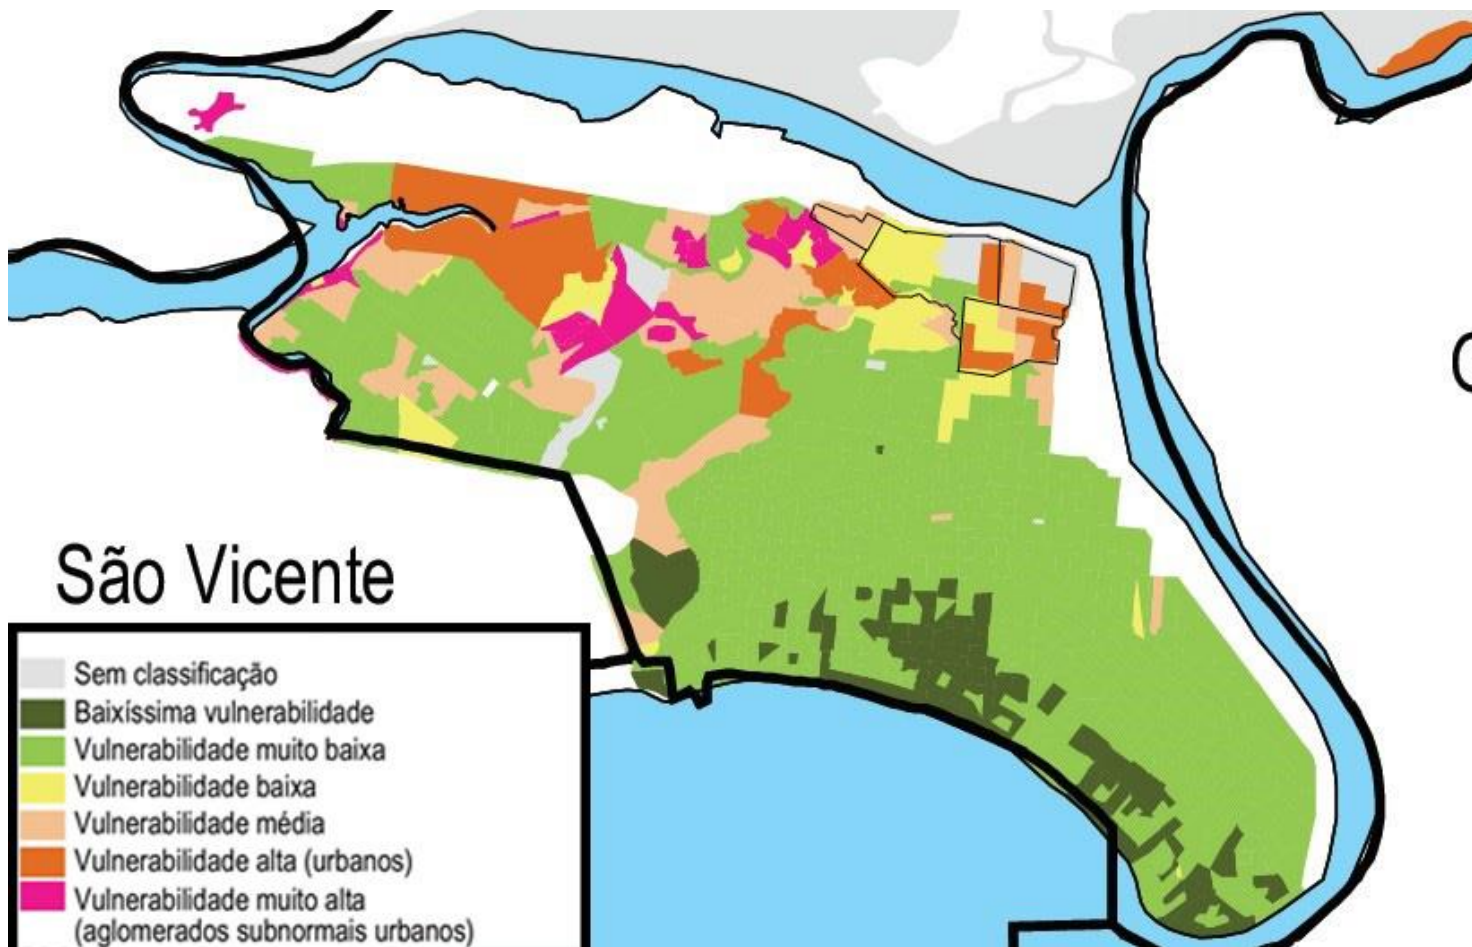 São Vicente
Sem classificação
Baixíssima vulnerabilidade
Vulnerabilidade muito baixa
Vulnerabilidade baixa
Vulnerabilidade média
Vulnerabilidade alta (urbanos)
Vulnerabilidade muito alta
(aglomerados subnormais urbanos)